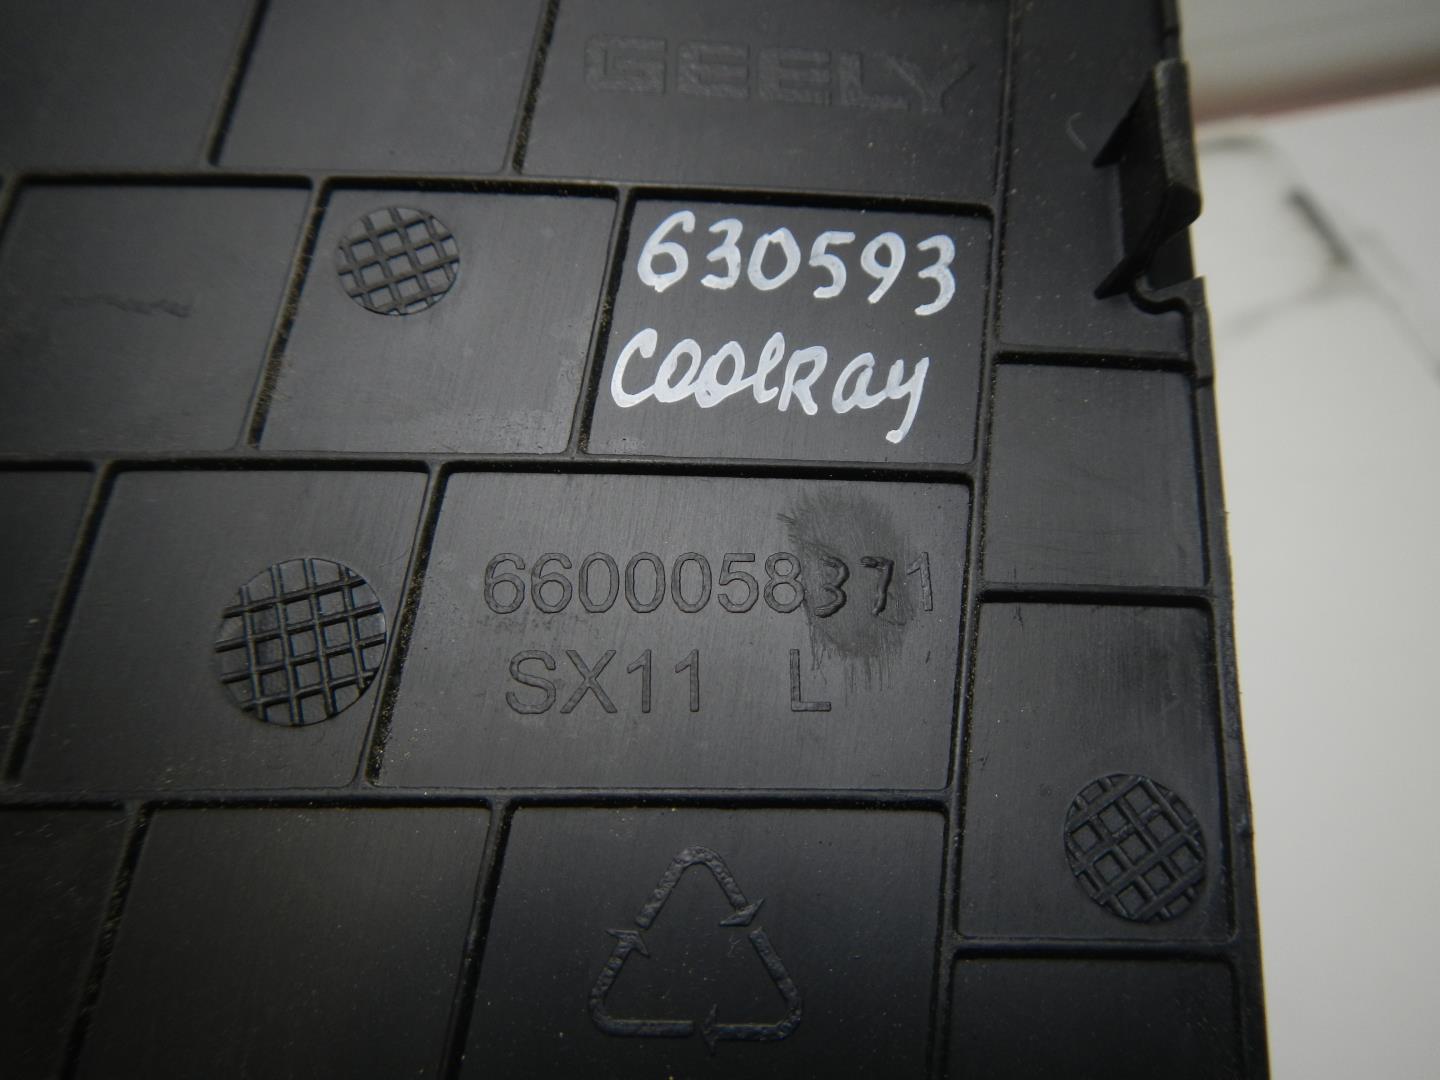 GEELY
630593
CoolRay
6600058371
SX11 L